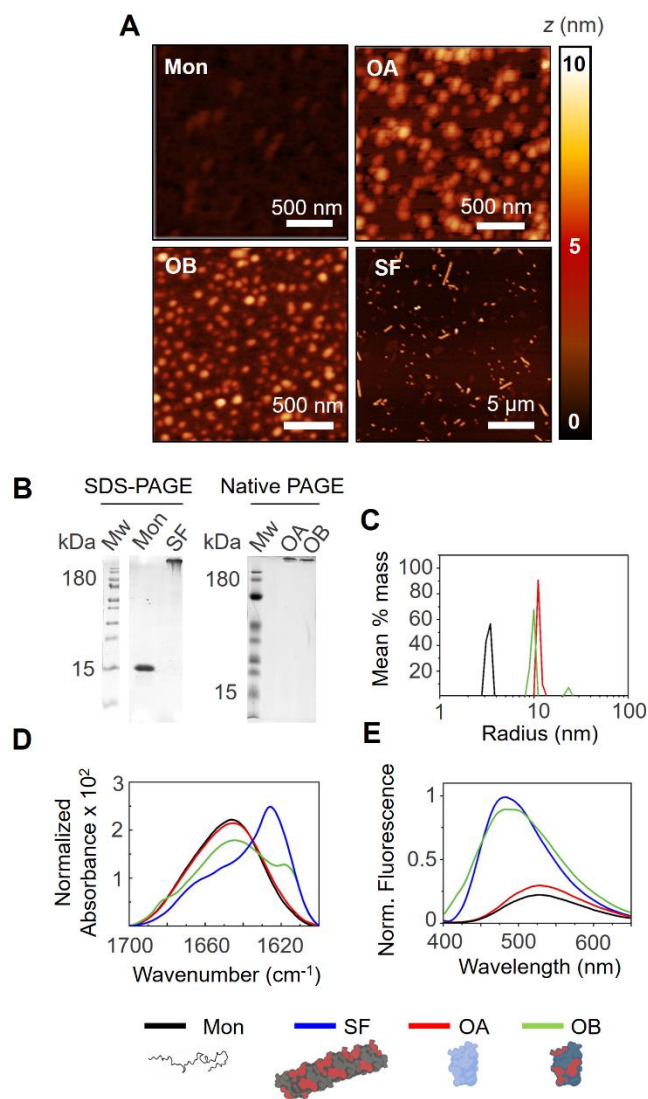 A
z (nm)
Mon
500 nm
OA
500 nm
10
5
0
OB
500 nm
SF
5 µm
B
SDS-PAGE
Native PAGE
kDa
Mw
Mon
SF
kDa
Mw
OA
OB
180
15
180
15
C
Mean % mass
100
80
60
40
20
1
10
100
Radius (nm)
D
Normalized
Absorbance x 10²
3
2
1
0
1700
1660
1620
Wavenumber (cm⁻¹)
E
Norm. Fluorescence
1
0.5
0
400
500
600
Wavelength (nm)
Mon
SF
OA
OB